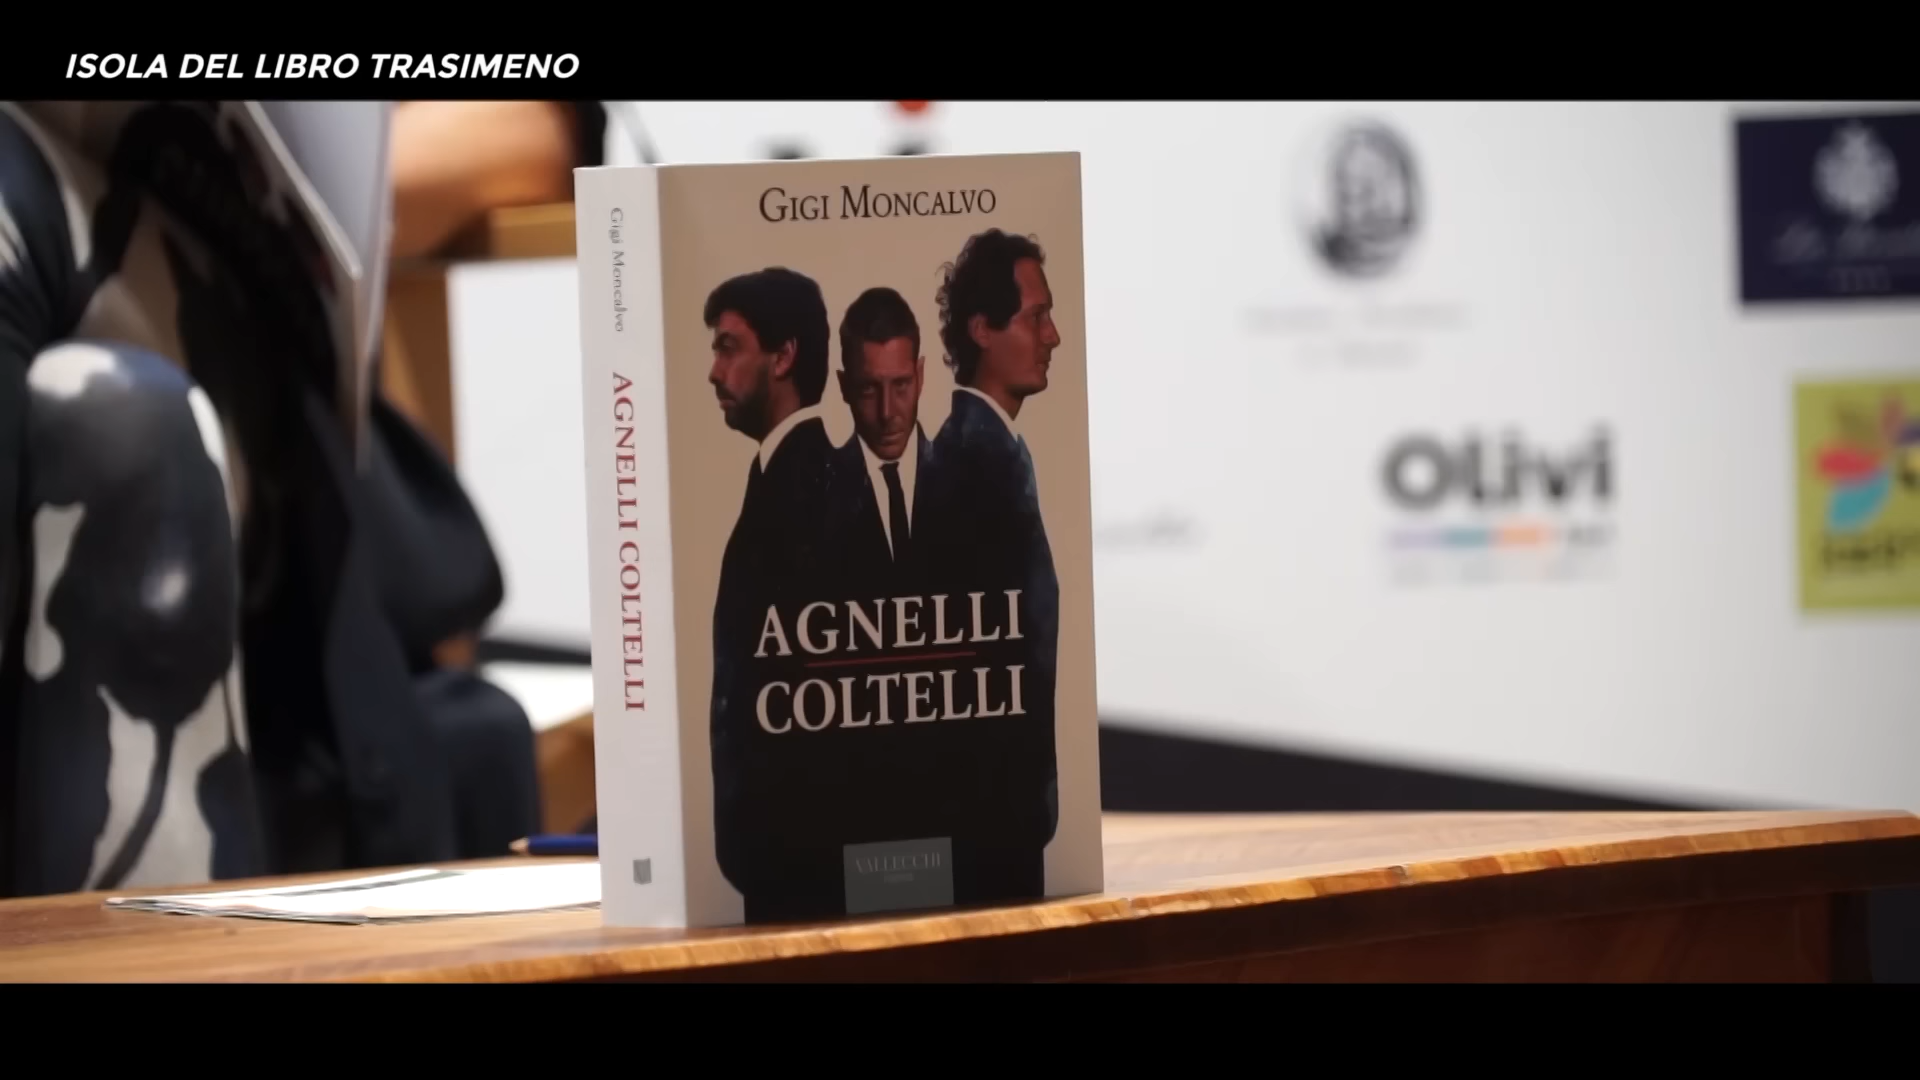 ISOLA DEL LIBRO TRASIMENO
Gigi Moncalvo AGNELLI COLTELLI
GIGI MONCALVO
AGNELLI
COLTELLI
VALLECCHI
Olivi